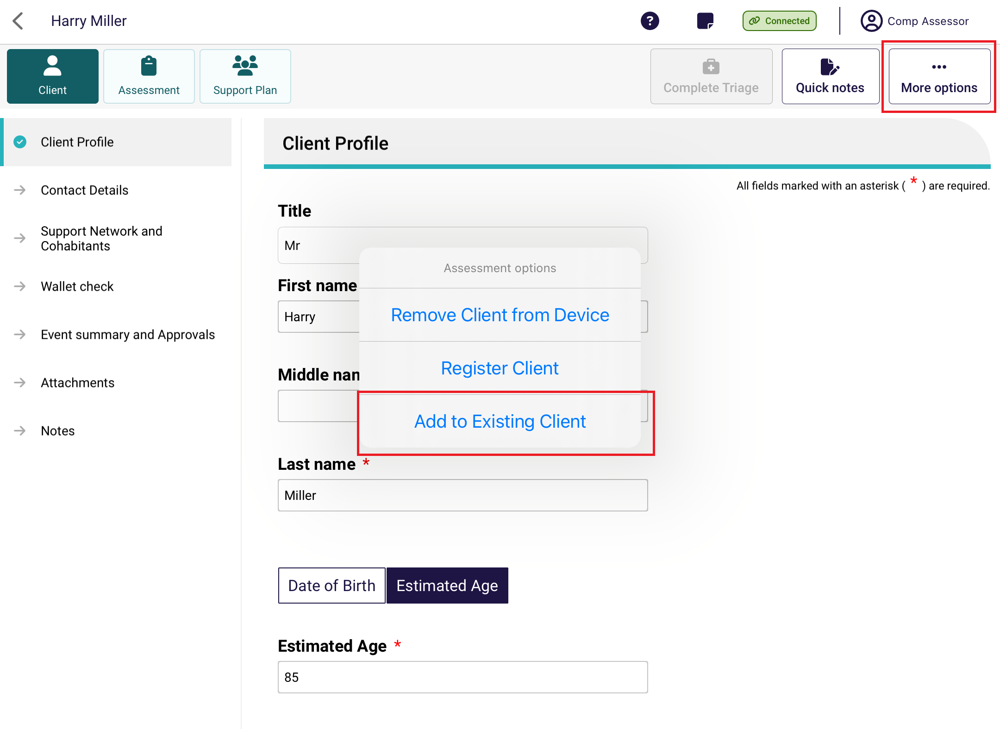 Harry Miller
?
Connected
Comp Assessor
Client
Assessment
Support Plan
Complete Triage
Quick notes
More options
Client Profile
Contact Details
Support Network and
Cohabitants
Wallet check
Event summary and Approvals
Attachments
Notes
Client Profile
All fields marked with an asterisk ( * ) are required.
Title
Mr
First name
Harry
Middle nan
Last name *
Miller
Assessment options
Remove Client from Device
Register Client
Add to Existing Client
Date of Birth
Estimated Age
Estimated Age *
85